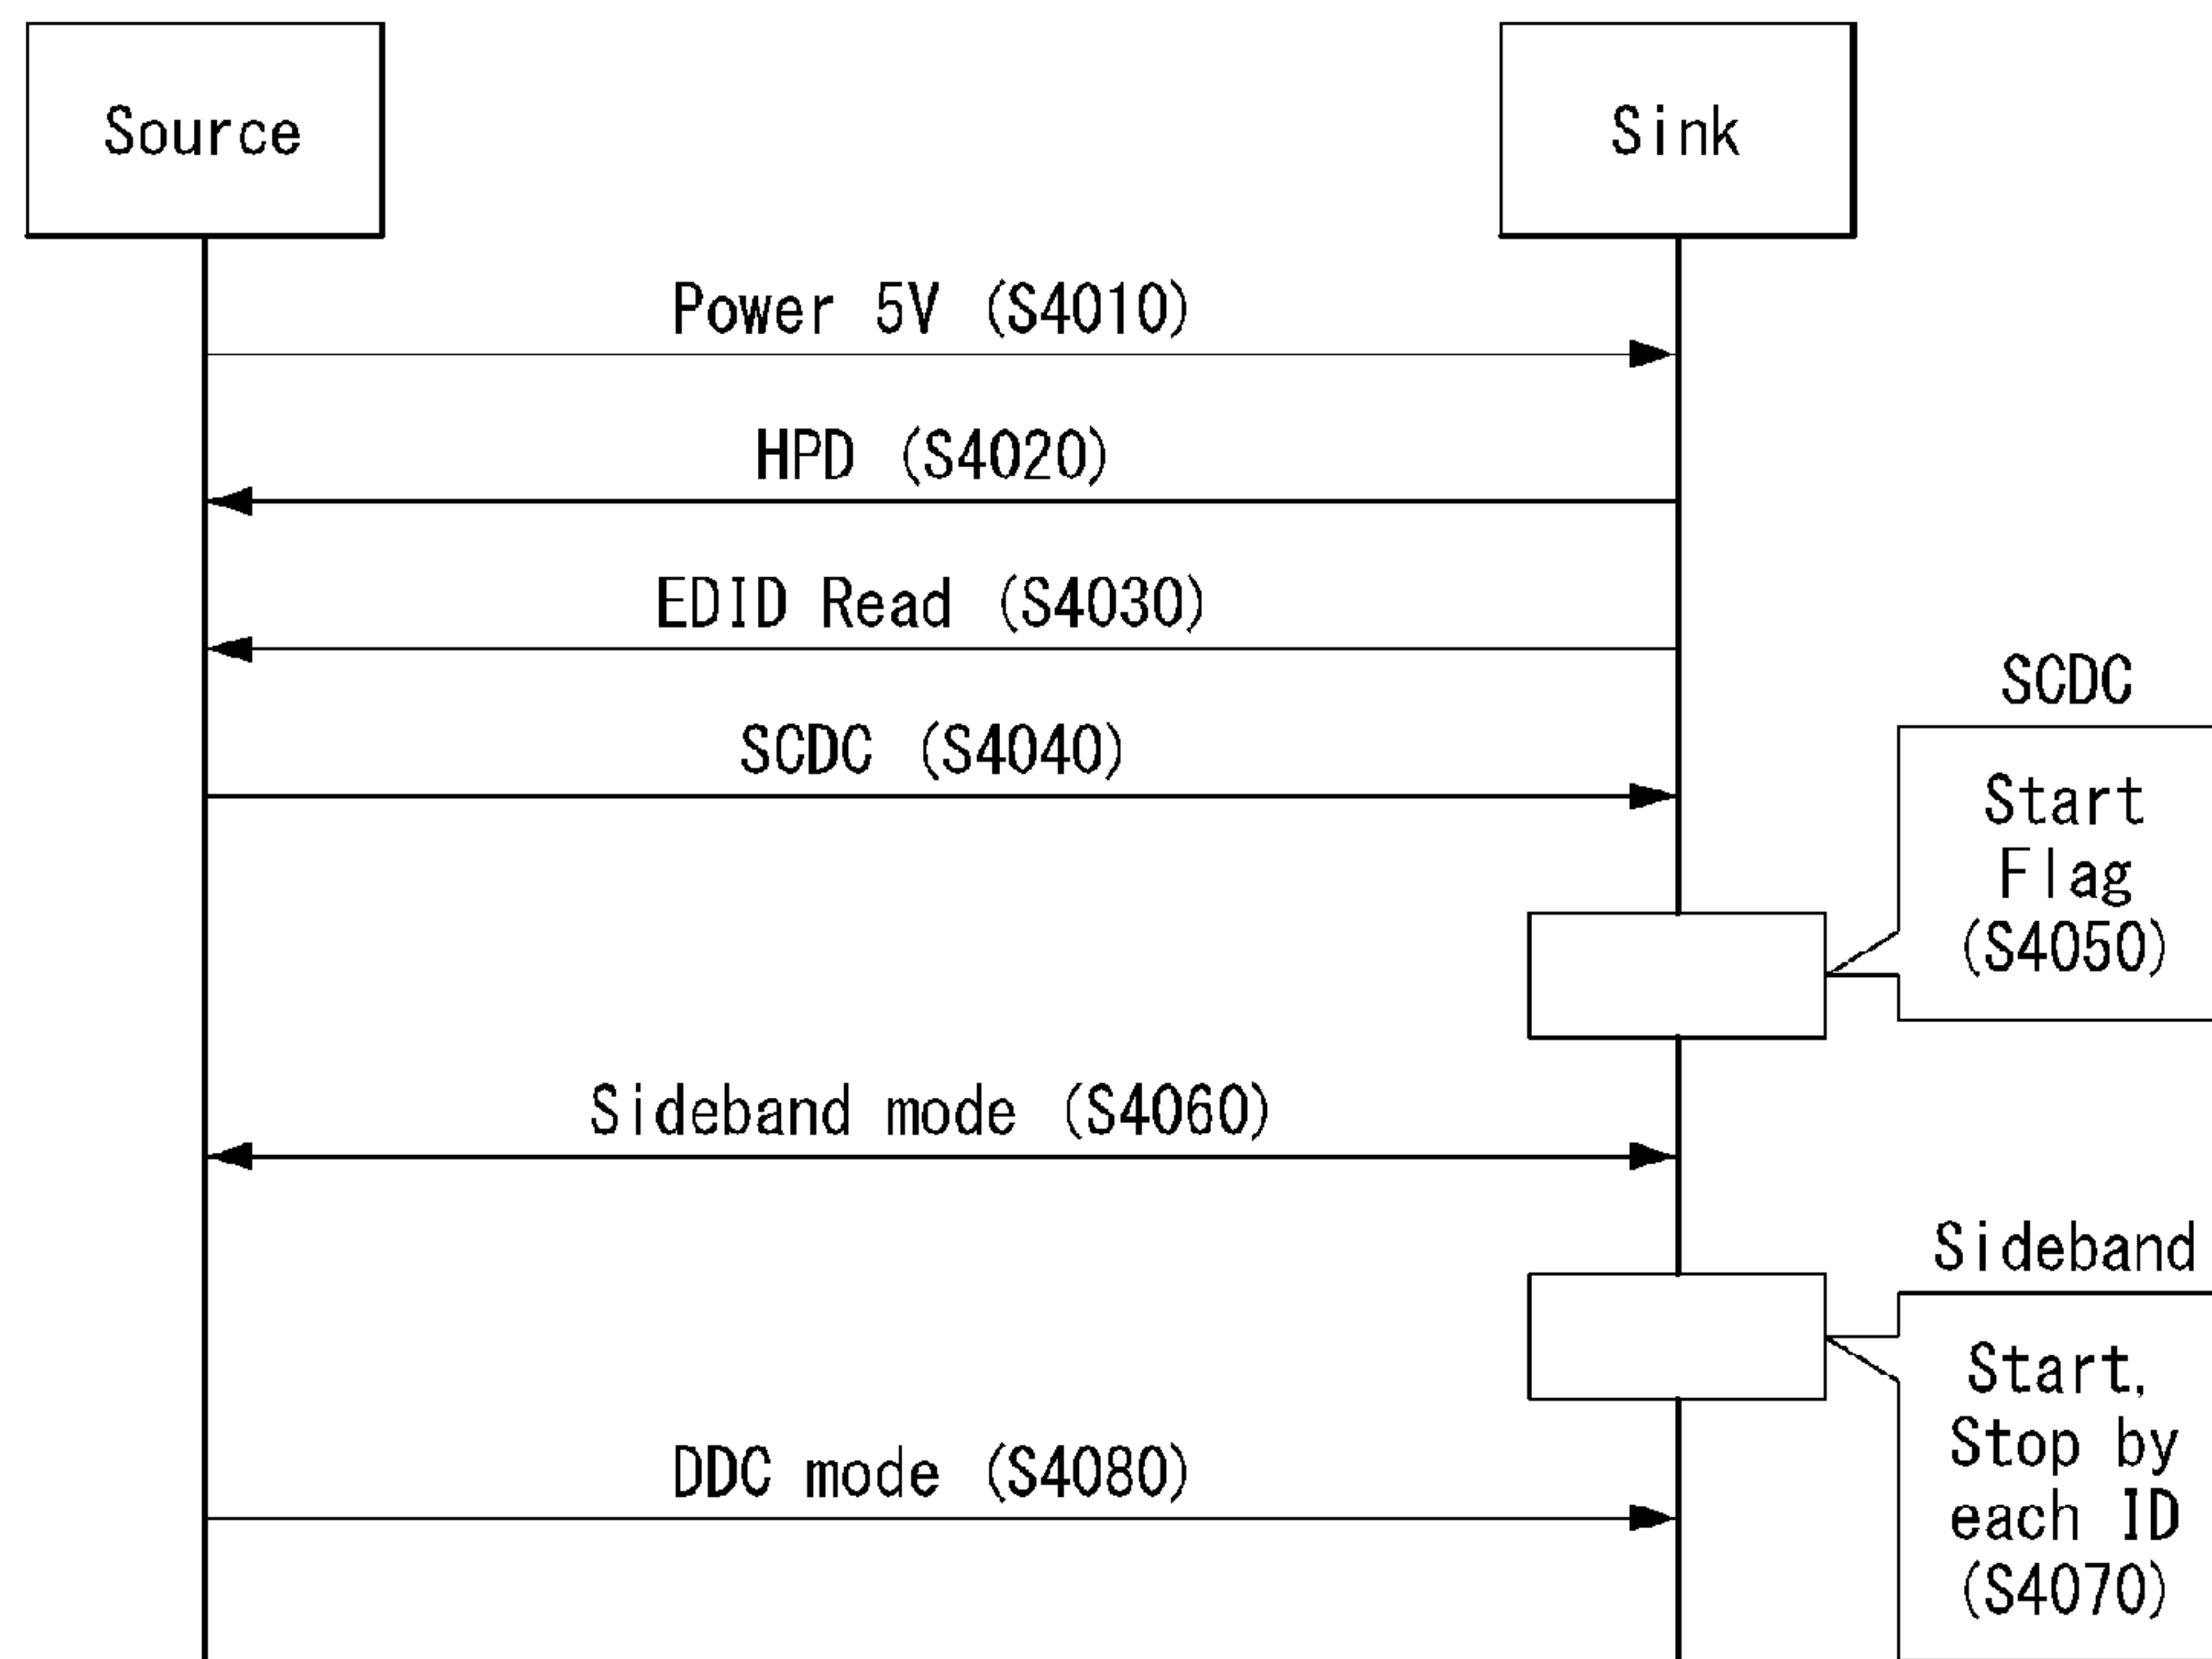 Source
Sink
Power 5V (S4010)
HPD (S4020)
EDID Read (S4030)
SCDC (S4040)
SCDC
Start
Flag
(S4050)
Sideband mode (S4060)
Sideband
Start,
Stop by
each ID
(S4070)
DDC mode (S4080)